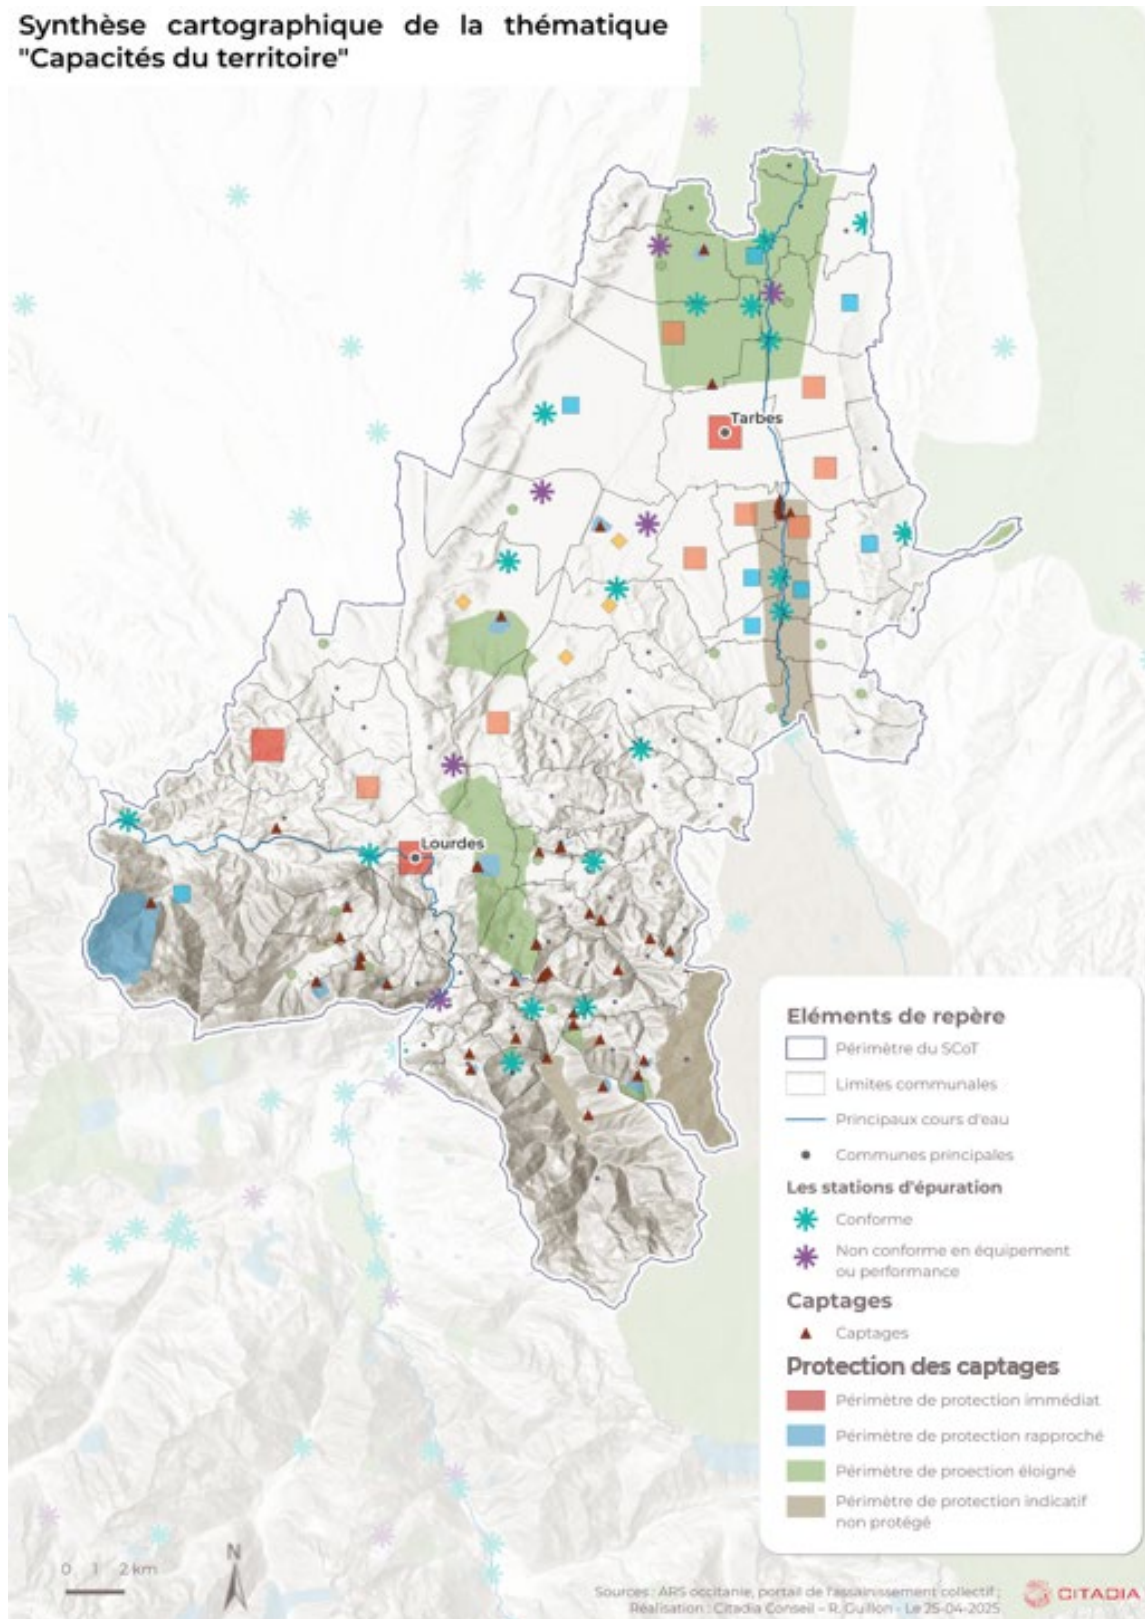 Synthèse cartographique de la thématique
"Capacités du territoire"
Tarbes
Lourdes
Eléments de repère
Périmètre du SCoT
Limites communales
Principaux cours d'eau
Communes principales
Les stations d'épuration
Conforme
Non conforme en équipement
ou performance
Captages
Captages
Protection des captages
Périmètre de protection immédiat
Périmètre de protection rapproché
Périmètre de proection éloigné
Périmètre de protection indicatif
non protégé
0 1 2 km
N
Sources : ARS occitanie, portail de l'assainissement collectif ;
Réalisation : Citadia Conseil – R. Guillon - Le 25-04-2025
CITADIA